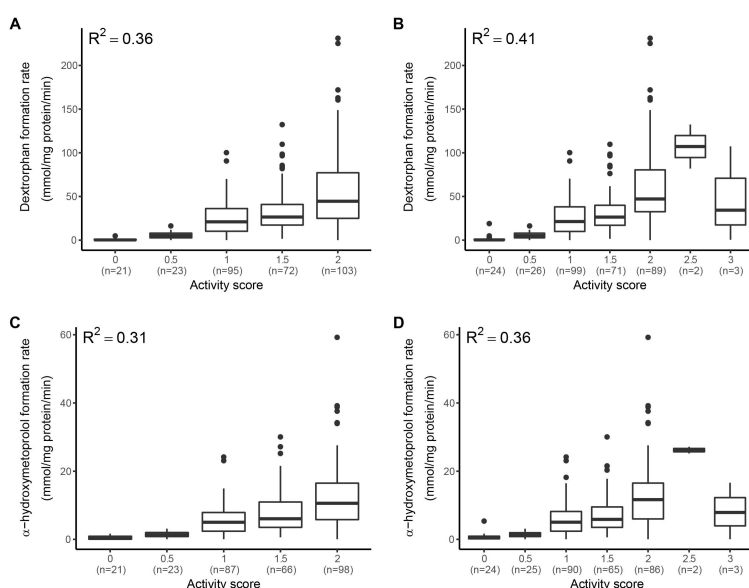 A
R² = 0.36
Dextrorphan formation rate
(mmol/mg protein/min)
200
150
100
50
0
0 0.5 1 1.5 2
(n=21) (n=23) (n=95) (n=72) (n=103)
Activity score
B
R² = 0.41
Dextrorphan formation rate
(mmol/mg protein/min)
200
150
100
50
0
0 0.5 1 1.5 2 2.5 3
(n=24) (n=26) (n=99) (n=71) (n=89) (n=2) (n=3)
Activity score
C
R² = 0.31
α−hydroxymetoprolol formation rate
(mmol/mg protein/min)
60
40
20
0
0 0.5 1 1.5 2
(n=21) (n=23) (n=87) (n=66) (n=98)
Activity score
D
R² = 0.36
α−hydroxymetoprolol formation rate
(mmol/mg protein/min)
60
40
20
0
0 0.5 1 1.5 2 2.5 3
(n=24) (n=25) (n=90) (n=65) (n=86) (n=2) (n=3)
Activity score